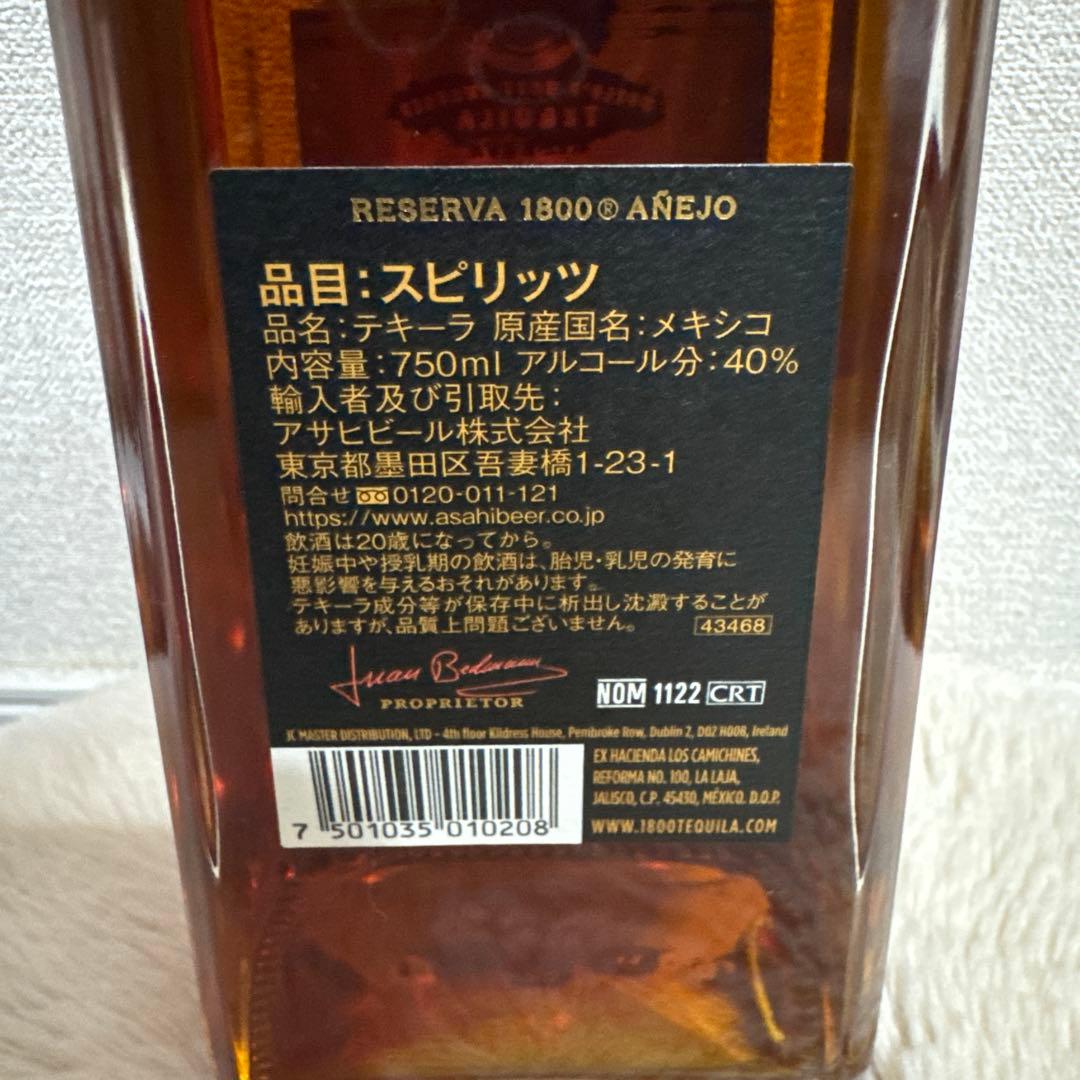 TEQUILA
RESERVA 1800® AÑEJO
品目：スピリッツ
品名：テキーラ 原産国名：メキシコ
内容量：750ml アルコール分：40%
輸入者及び引取先：
アサヒビール株式会社
東京都墨田区吾妻橋1-23-1
問合せ 0120-011-121
https://www.asahibeer.co.jp
飲酒は20歳になってから。
妊娠中や授乳期の飲酒は、胎児・乳児の発育に
悪影響を与えるおそれがあります。
テキーラ成分等が保存中に析出し沈澱することが
ありますが、品質上問題ございません。 43468
Juan Beckmann
PROPRIETOR
NOM 1122 CRT
JC MASTER DISTRIBUTION, LTD - 4th floor Kildress House, Pembroke Row, Dublin 2, D02 H008, Ireland
EX HACIENDA LOS CAMICHINES,
REFORMA NO. 100, LA LAJA,
JALISCO, C.P. 45430, MÉXICO. D.O.P.
WWW.1800TEQUILA.COM
7 501035 010208